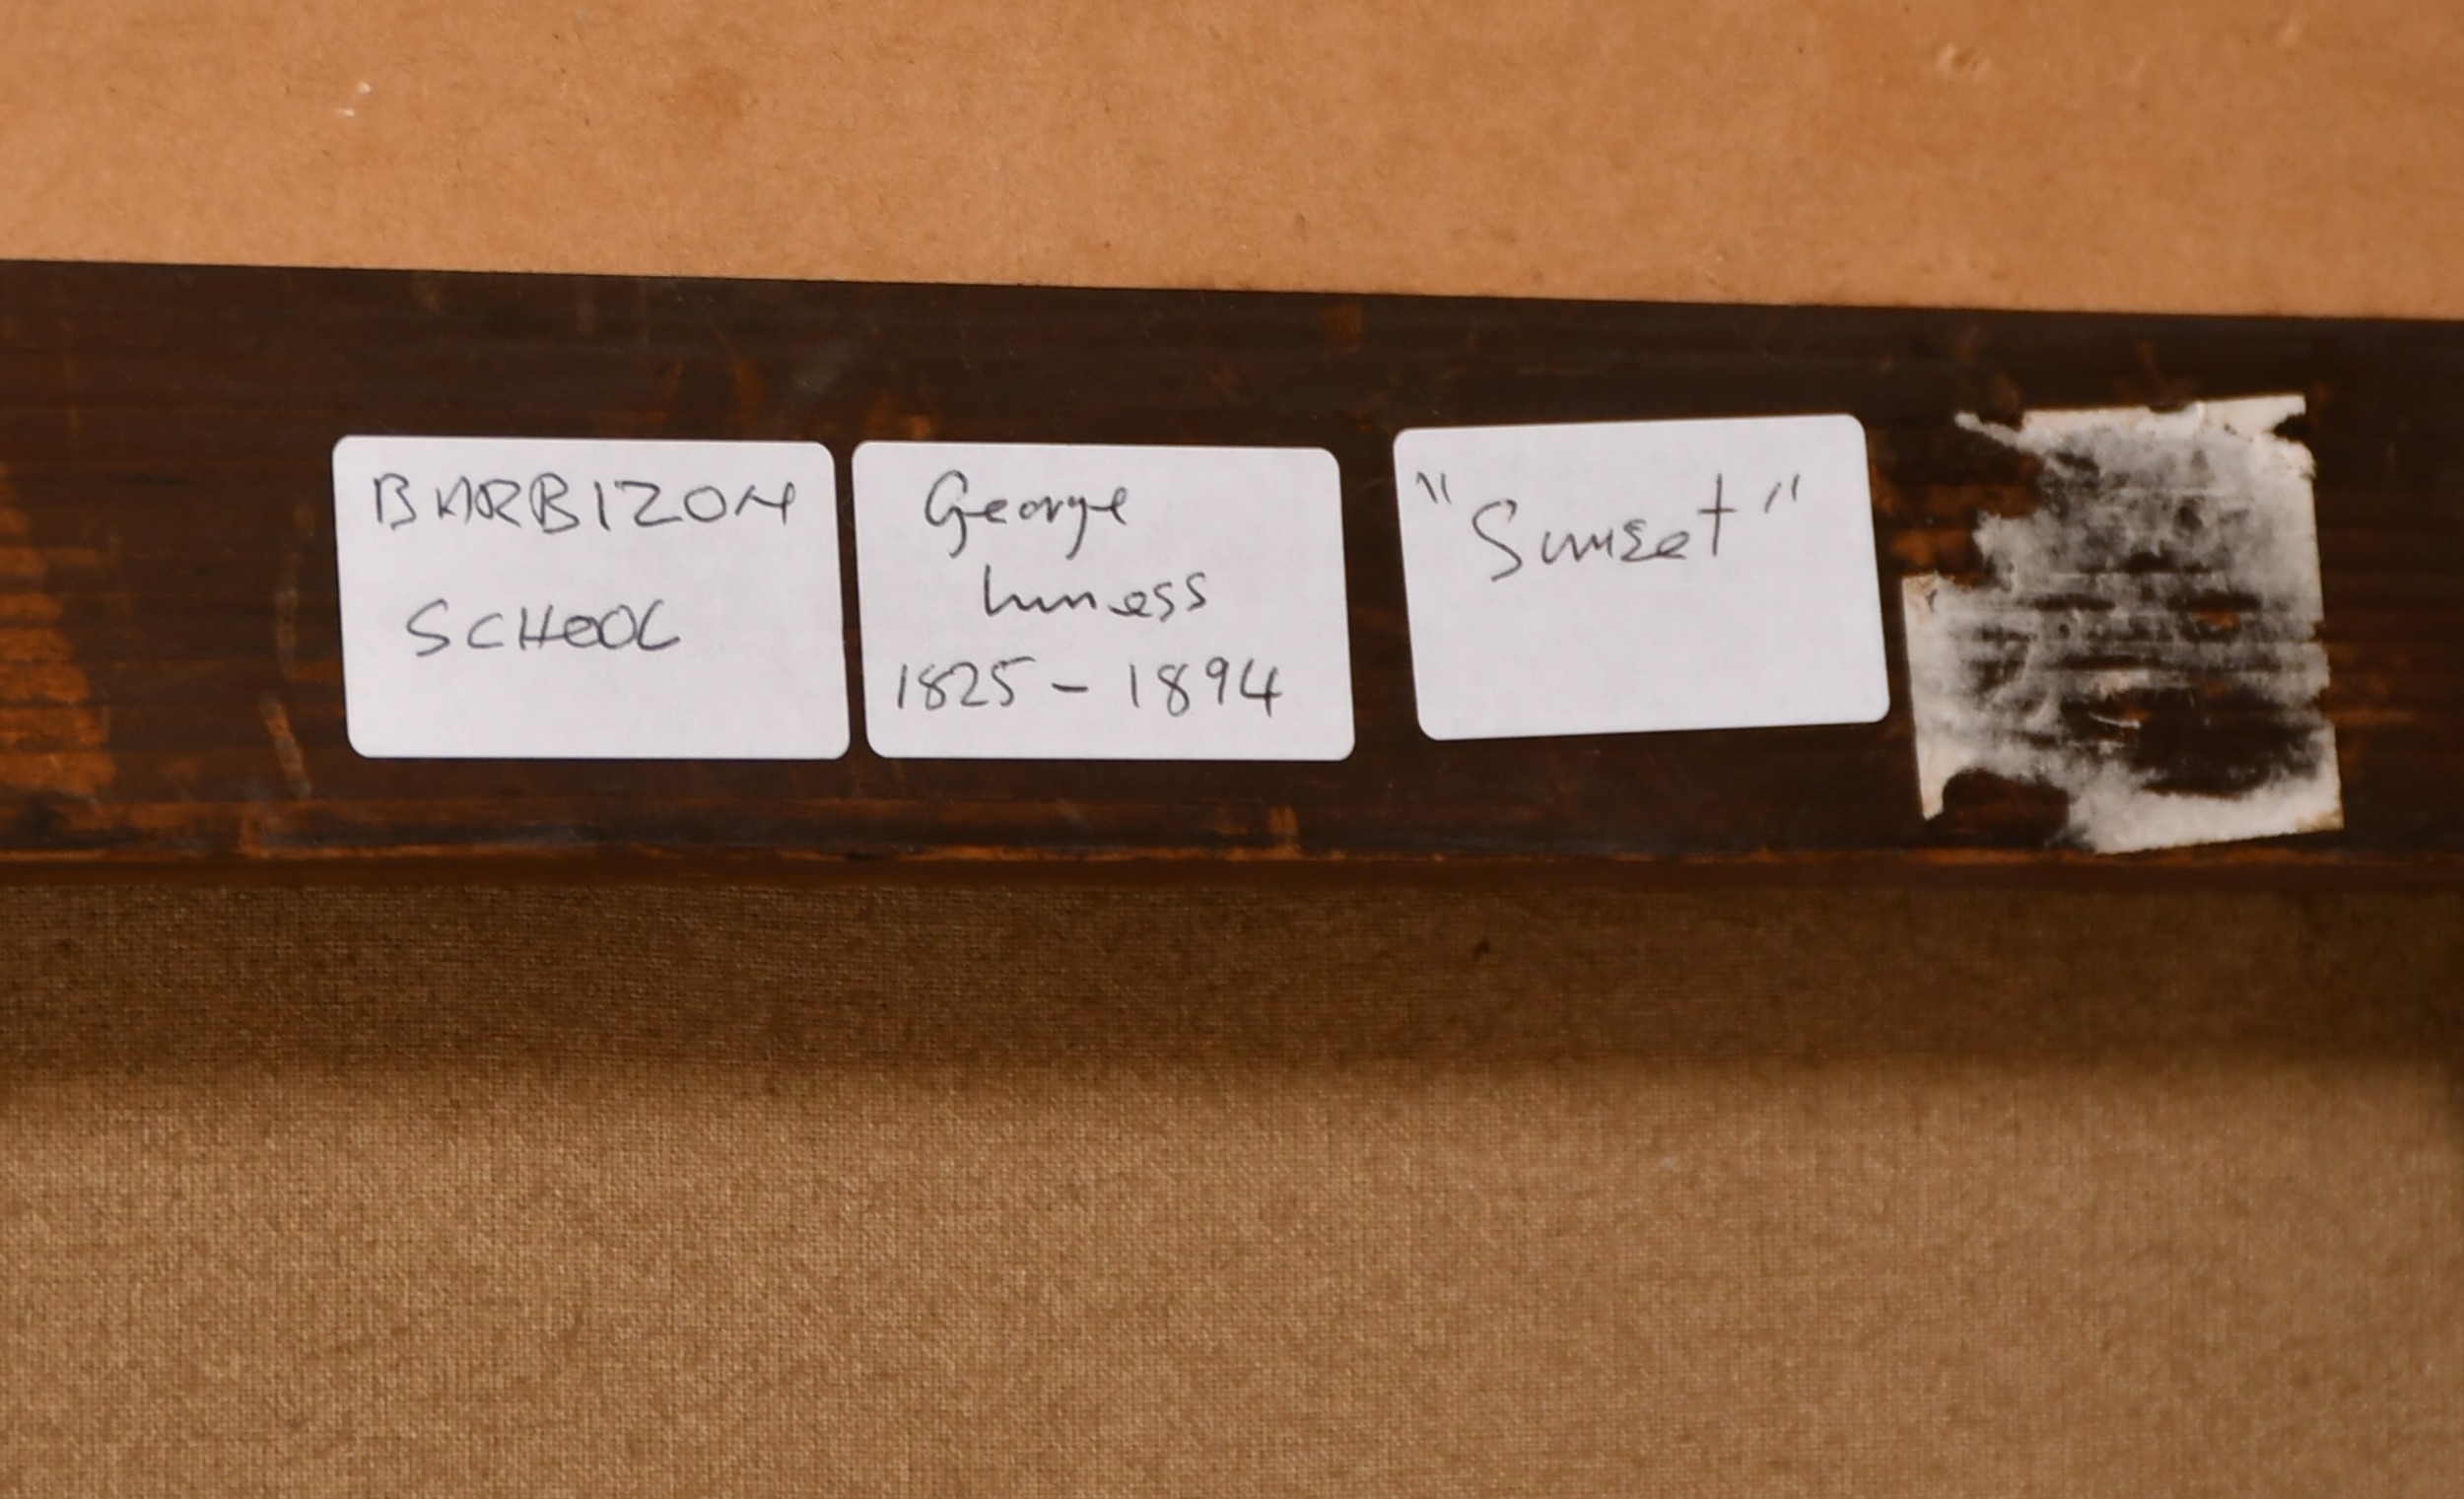 BARBIZON
SCHOOL
George
Inness
1825 - 1894
"Sunset"